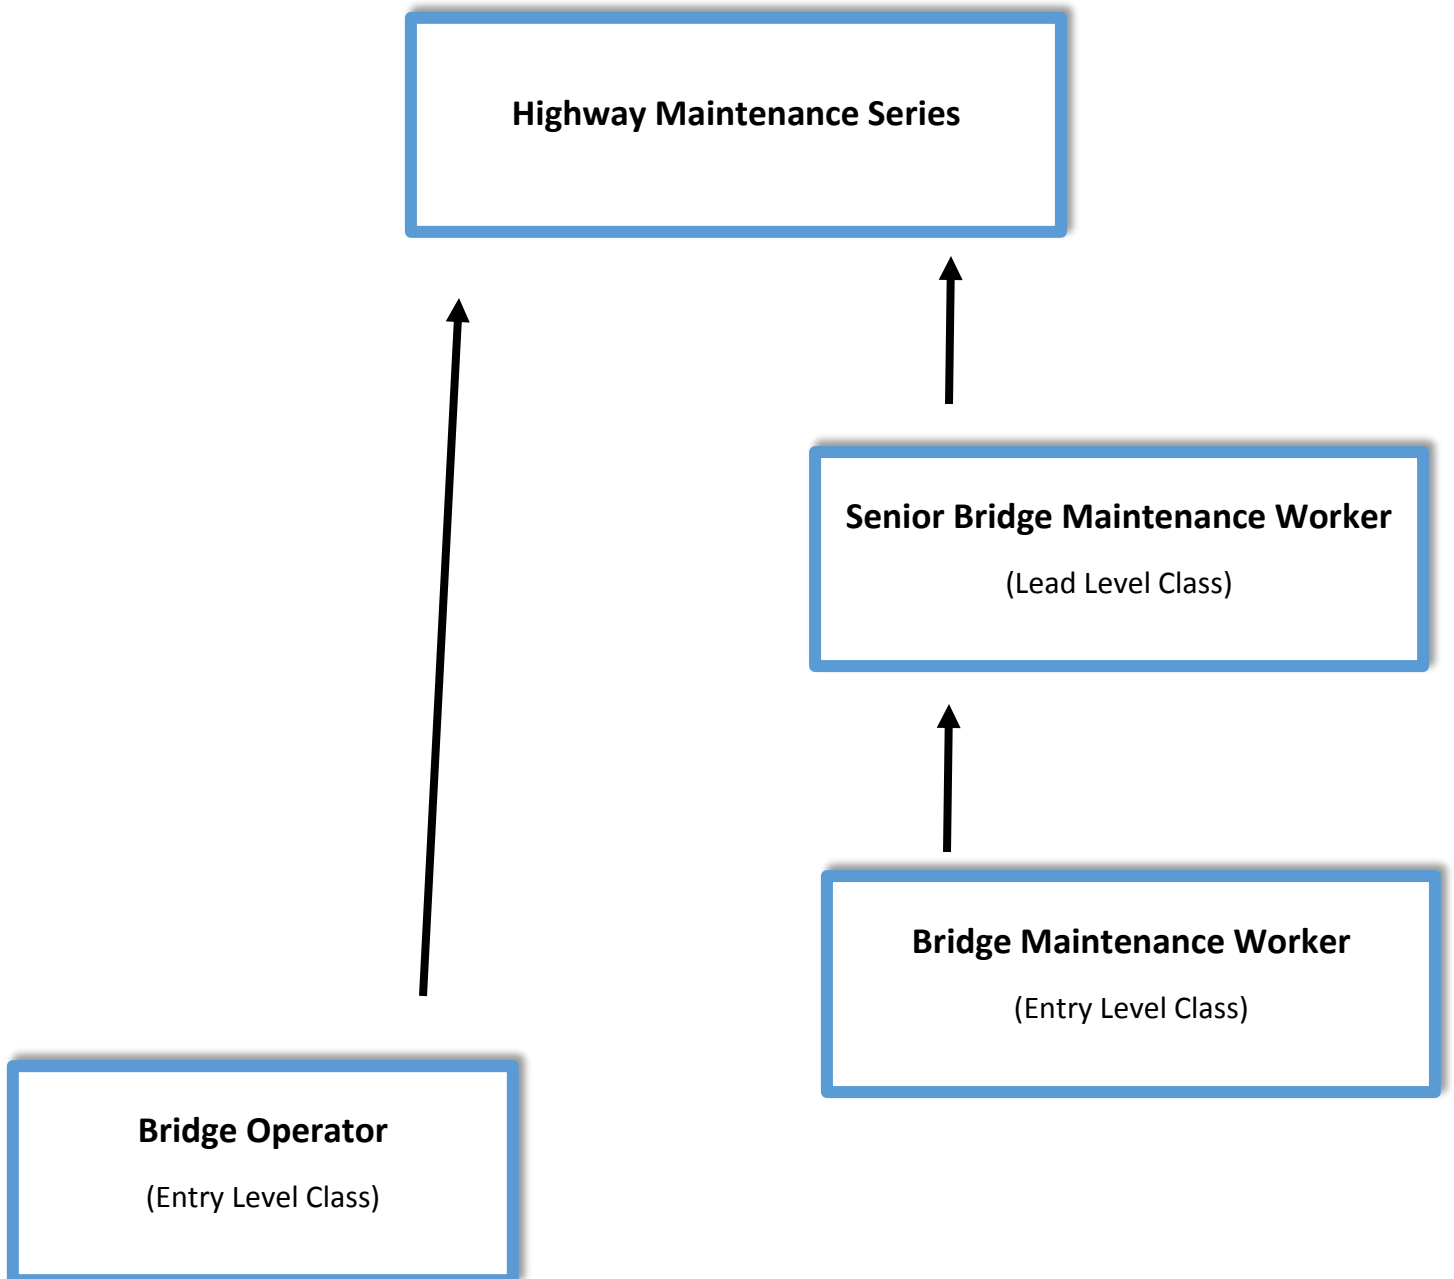 Highway Maintenance Series
Senior Bridge Maintenance Worker
(Lead Level Class)
Bridge Maintenance Worker
(Entry Level Class)
Bridge Operator
(Entry Level Class)